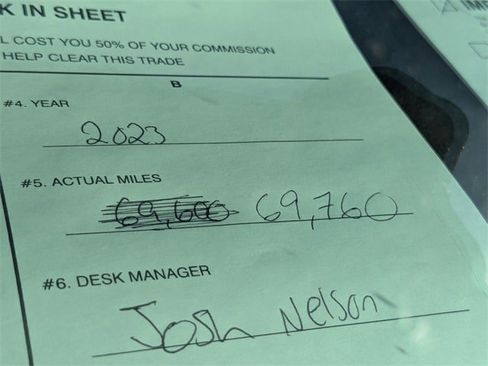 K IN SHEET
L COST YOU 50% OF YOUR COMMISSION
HELP CLEAR THIS TRADE
B
#4. YEAR
2023
#5. ACTUAL MILES
69,600 69,760
#6. DESK MANAGER
Josh Nelson